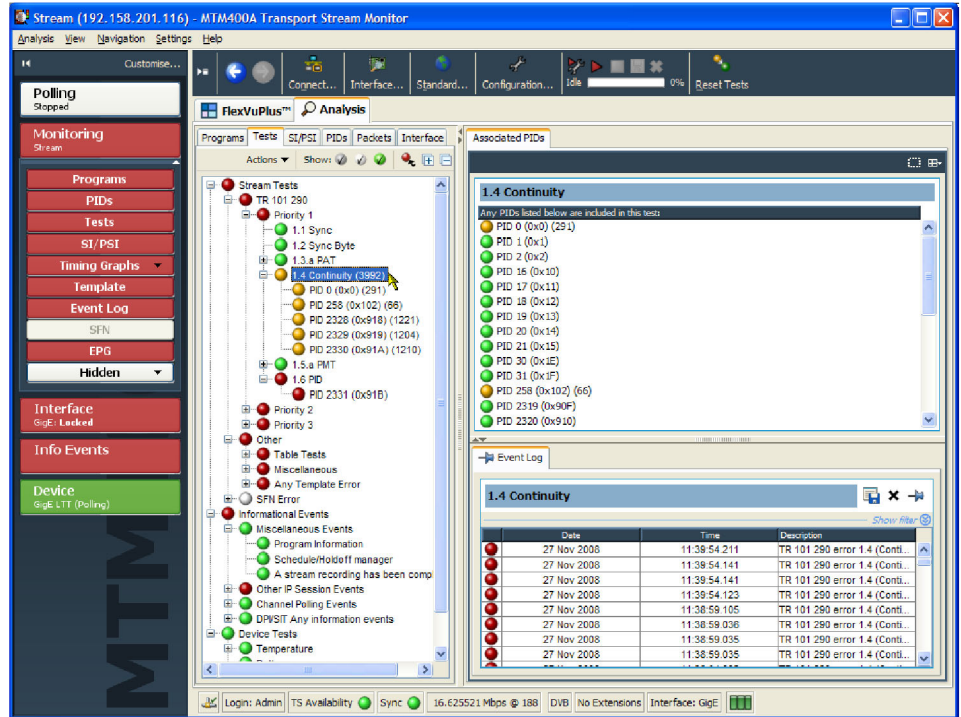 Stream (192.158.201.116) - MTM400A Transport Stream Monitor
Analysis View Navigation Settings Help
Customise...
Polling
Stopped
Monitoring
Stream
Programs
PIDs
Tests
SI/PSI
Timing Graphs
Template
Event Log
SFN
EPG
Hidden
Interface
GigE: Locked
Info Events
Device
GigE LTT (Polling)
MTM
Connect... Interface... Standard... Configuration... Idle 0% Reset Tests
FlexVuPlus™ Analysis
Programs Tests SI/PSI PIDs Packets Interface
Actions Show:
Stream Tests
TR 101 290
Priority 1
1.1 Sync
1.2 Sync Byte
1.3.a PAT
1.4 Continuity (3992)
PID 0 (0x0) (291)
PID 258 (0x102) (66)
PID 2328 (0x918) (1221)
PID 2329 (0x919) (1204)
PID 2330 (0x91A) (1210)
1.5.a PMT
1.6 PID
PID 2331 (0x91B)
Priority 2
Priority 3
Other
Table Tests
Miscellaneous
Any Template Error
SFN Error
Informational Events
Miscellaneous Events
Program Information
Schedule/Holdoff manager
A stream recording has been compl
Other IP Session Events
Channel Polling Events
DPI/SIT Any information events
Device Tests
Temperature
Associated PIDs
1.4 Continuity
Any PIDs listed below are included in this test:
PID 0 (0x0) (291)
PID 1 (0x1)
PID 2 (0x2)
PID 16 (0x10)
PID 17 (0x11)
PID 18 (0x12)
PID 19 (0x13)
PID 20 (0x14)
PID 21 (0x15)
PID 30 (0x1E)
PID 31 (0x1F)
PID 258 (0x102) (66)
PID 2319 (0x90F)
PID 2320 (0x910)
Event Log
1.4 Continuity
Show filter
Date Time Description
27 Nov 2008 11:39:54.211 TR 101 290 error 1.4 (Conti...
27 Nov 2008 11:39:54.141 TR 101 290 error 1.4 (Conti...
27 Nov 2008 11:39:54.141 TR 101 290 error 1.4 (Conti...
27 Nov 2008 11:39:54.123 TR 101 290 error 1.4 (Conti...
27 Nov 2008 11:38:59.105 TR 101 290 error 1.4 (Conti...
27 Nov 2008 11:38:59.036 TR 101 290 error 1.4 (Conti...
27 Nov 2008 11:38:59.035 TR 101 290 error 1.4 (Conti...
27 Nov 2008 11:38:59.035 TR 101 290 error 1.4 (Conti...
Login: Admin TS Availability Sync 16.625521 Mbps @ 188 DVB No Extensions Interface: GigE